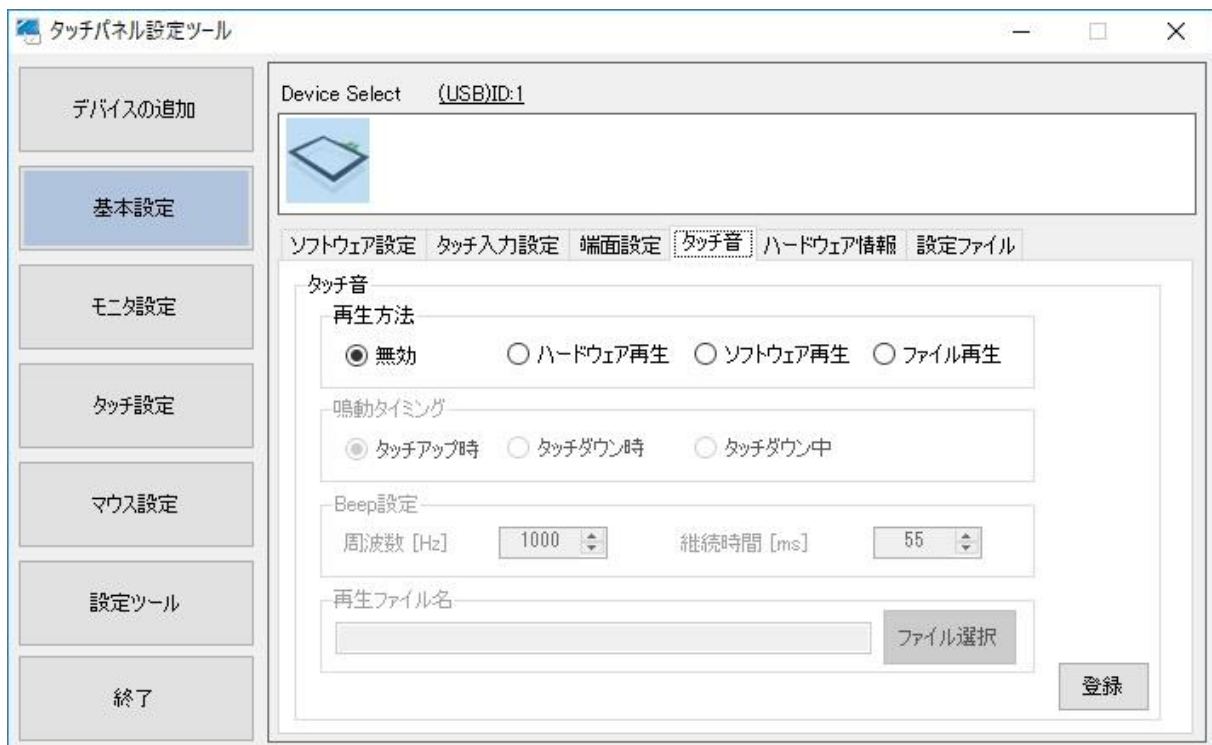 タッチパネル設定ツール
デバイスの追加
基本設定
モニタ設定
タッチ設定
マウス設定
設定ツール
終了
Device Select (USB)ID:1
ソフトウェア設定 タッチ入力設定 端面設定 タッチ音 ハードウェア情報 設定ファイル
タッチ音
再生方法
無効 ハードウェア再生 ソフトウェア再生 ファイル再生
鳴動タイミング
タッチアップ時 タッチダウン時 タッチダウン中
Beep設定
周波数 [Hz] 1000 継続時間 [ms] 55
再生ファイル名
ファイル選択
登録